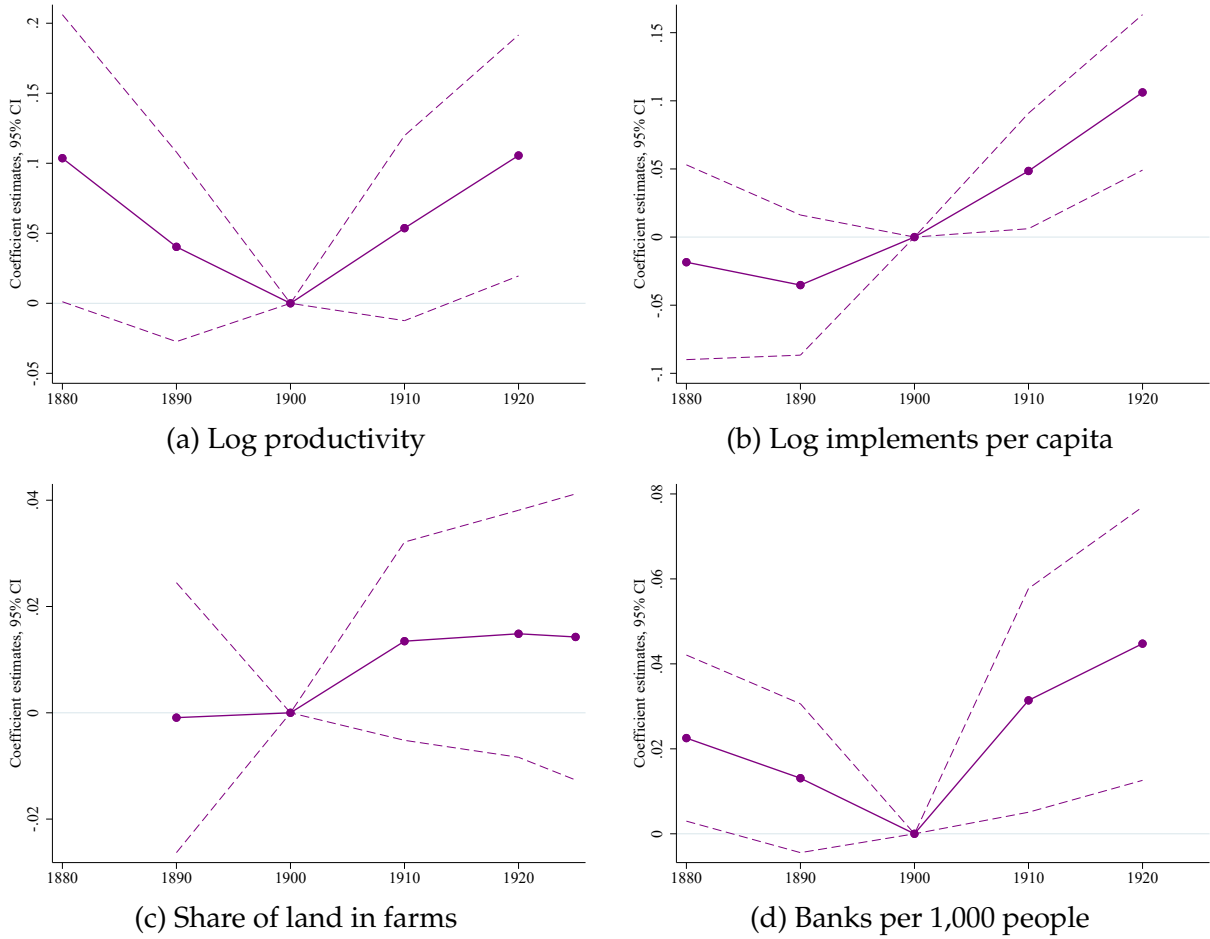 Coefficient estimates, 95% CI
.2
.15
.1
.05
0
-.05
1880 1890 1900 1910 1920
(a) Log productivity
Coefficient estimates, 95% CI
.15
.1
.05
0
-.05
-.1
1880 1890 1900 1910 1920
(b) Log implements per capita
Coefficient estimates, 95% CI
.04
.02
0
-.02
1880 1890 1900 1910 1920
(c) Share of land in farms
Coefficient estimates, 95% CI
.08
.06
.04
.02
0
1880 1890 1900 1910 1920
(d) Banks per 1,000 people